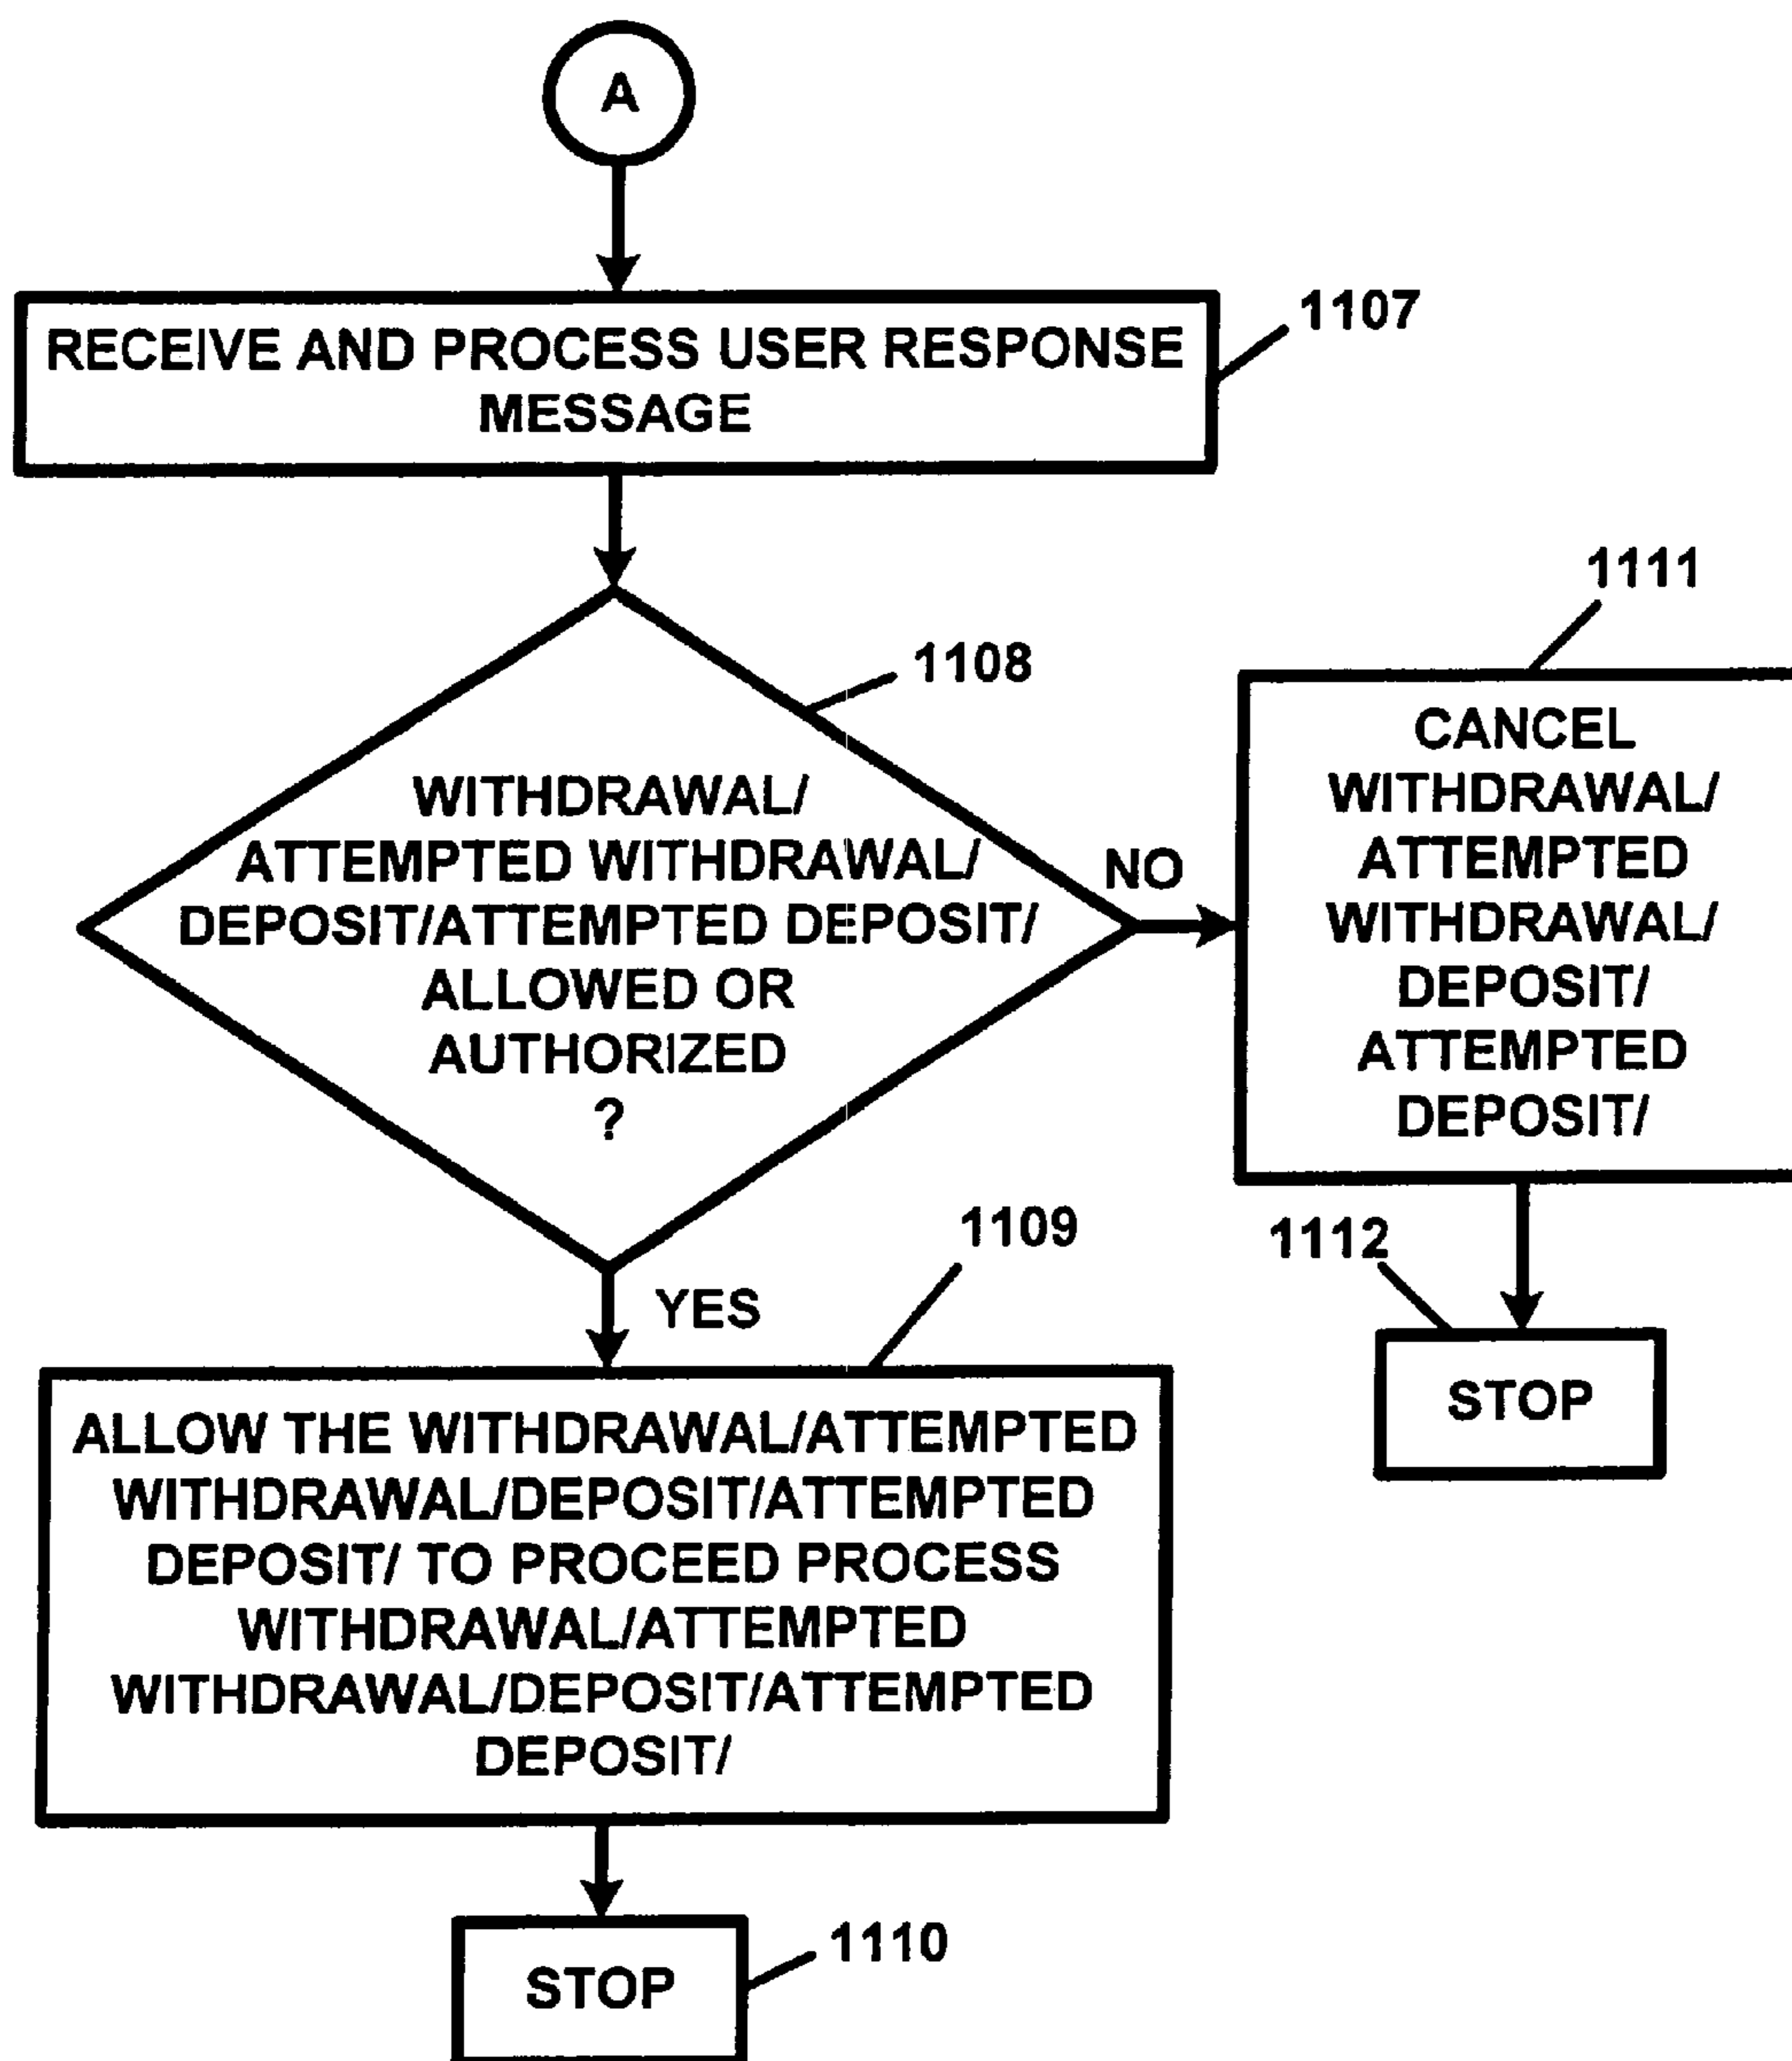 A
RECEIVE AND PROCESS USER RESPONSE
MESSAGE
1107
1108
WITHDRAWAL/
ATTEMPTED WITHDRAWAL/
DEPOSIT/ATTEMPTED DEPOSIT/
ALLOWED OR
AUTHORIZED
?
NO
1111
CANCEL
WITHDRAWAL/
ATTEMPTED
WITHDRAWAL/
DEPOSIT/
ATTEMPTED
DEPOSIT/
1112
STOP
YES
1109
ALLOW THE WITHDRAWAL/ATTEMPTED
WITHDRAWAL/DEPOSIT/ATTEMPTED
DEPOSIT/ TO PROCEED PROCESS
WITHDRAWAL/ATTEMPTED
WITHDRAWAL/DEPOSIT/ATTEMPTED
DEPOSIT/
STOP
1110